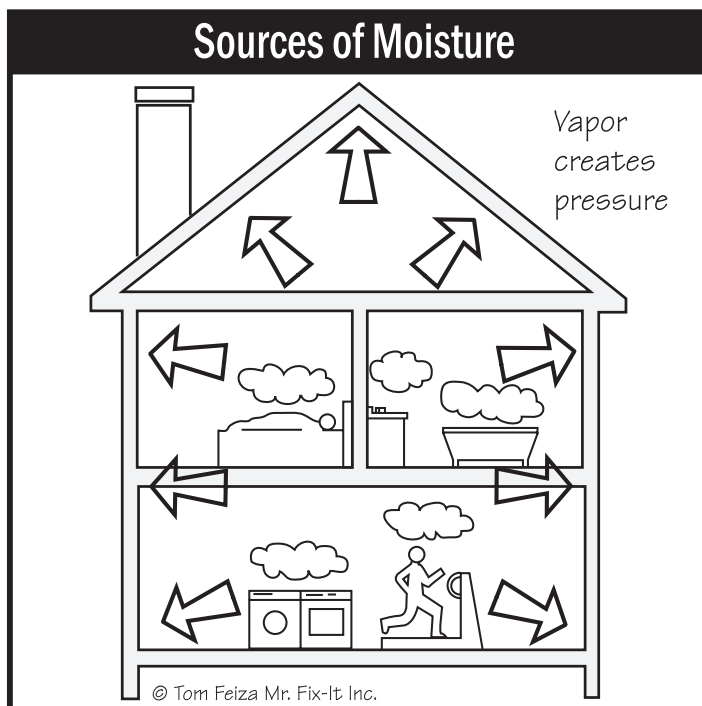 Sources of Moisture
Vapor
creates
pressure
© Tom Feiza Mr. Fix-It Inc.